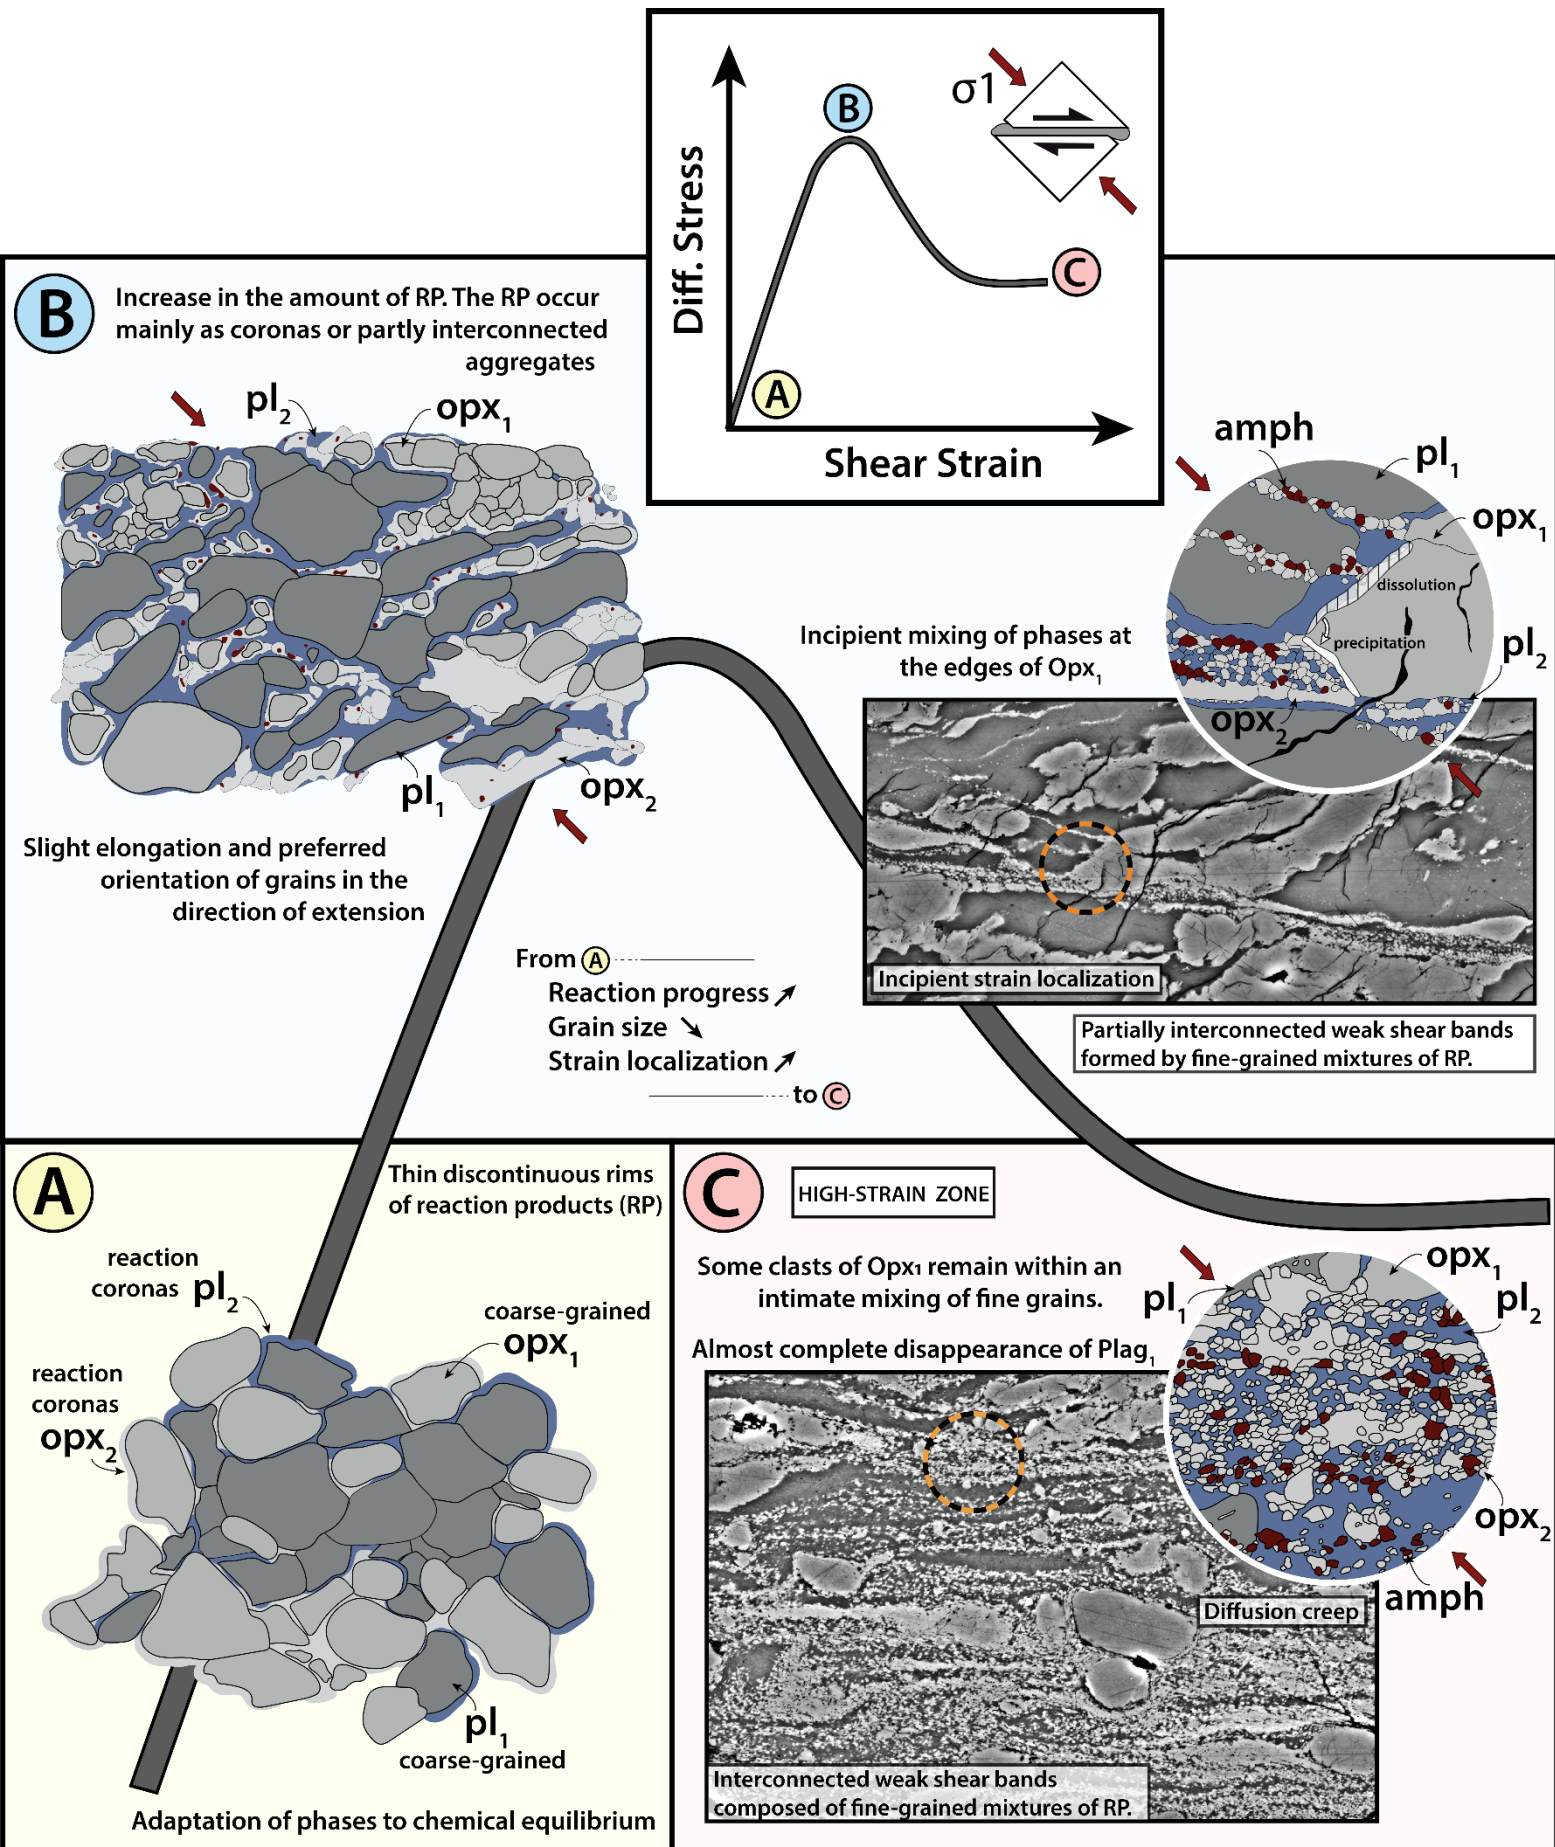 σ1
B
C
A
Diff. Stress
Shear Strain
B
Increase in the amount of RP. The RP occur
mainly as coronas or partly interconnected
aggregates
pl2
opx1
pl1
opx2
Slight elongation and preferred
orientation of grains in the
direction of extension
From A
Reaction progress
Grain size
Strain localization
to C
amph
pl1
opx1
dissolution
precipitation
pl2
opx2
Incipient mixing of phases at
the edges of Opx1
Incipient strain localization
Partially interconnected weak shear bands
formed by fine-grained mixtures of RP.
A
Thin discontinuous rims
of reaction products (RP)
reaction
coronas pl2
coarse-grained
opx1
reaction
coronas
opx2
pl1
coarse-grained
Adaptation of phases to chemical equilibrium
C
HIGH-STRAIN ZONE
Some clasts of Opx1 remain within an
intimate mixing of fine grains.
Almost complete disappearance of Plag1
opx1
pl1
pl2
opx2
amph
Diffusion creep
Interconnected weak shear bands
composed of fine-grained mixtures of RP.